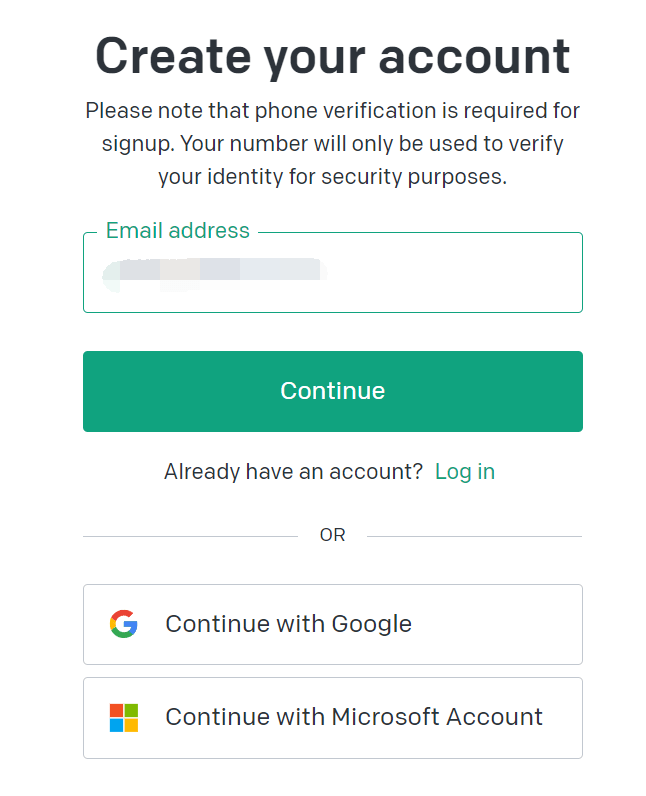 Create your account
Please note that phone verification is required for
signup. Your number will only be used to verify
your identity for security purposes.
Email address
Continue
Already have an account? Log in
OR
Continue with Google
Continue with Microsoft Account